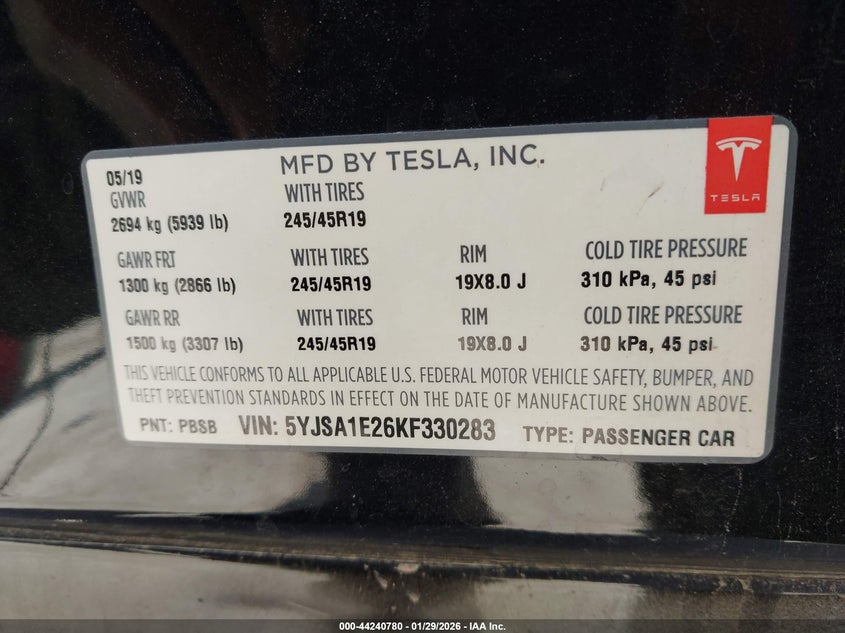 MFD BY TESLA, INC.
TESLA
05/19
GVWR WITH TIRES
2694 kg (5939 lb) 245/45R19
GAWR FRT WITH TIRES RIM COLD TIRE PRESSURE
1300 kg (2866 lb) 245/45R19 19X8.0 J 310 kPa, 45 psi
GAWR RR WITH TIRES RIM COLD TIRE PRESSURE
1500 kg (3307 lb) 245/45R19 19X8.0 J 310 kPa, 45 psi
THIS VEHICLE CONFORMS TO ALL APPLICABLE U.S. FEDERAL MOTOR VEHICLE SAFETY, BUMPER, AND
THEFT PREVENTION STANDARDS IN EFFECT ON THE DATE OF MANUFACTURE SHOWN ABOVE.
PNT: PBSB VIN: 5YJSA1E26KF330283 TYPE: PASSENGER CAR
000-44240780 - 01/29/2026 - IAA Inc.